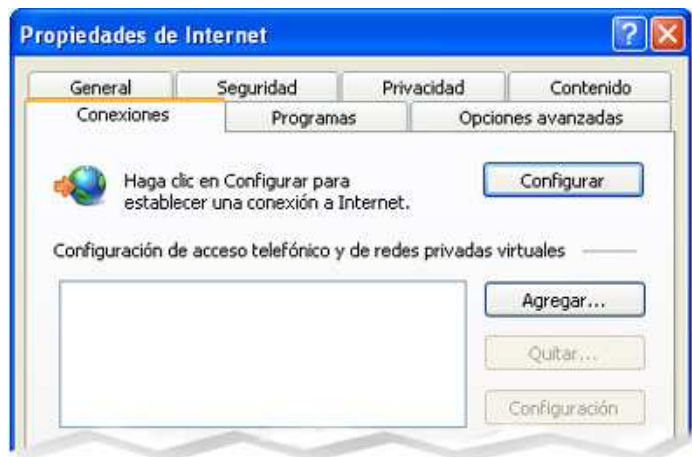 Propiedades de Internet
General Seguridad Privacidad Contenido
Conexiones Programas Opciones avanzadas
Haga clic en Configurar para
establecer una conexión a Internet.
Configurar
Configuración de acceso telefónico y de redes privadas virtuales
Agregar...
Quitar...
Configuración